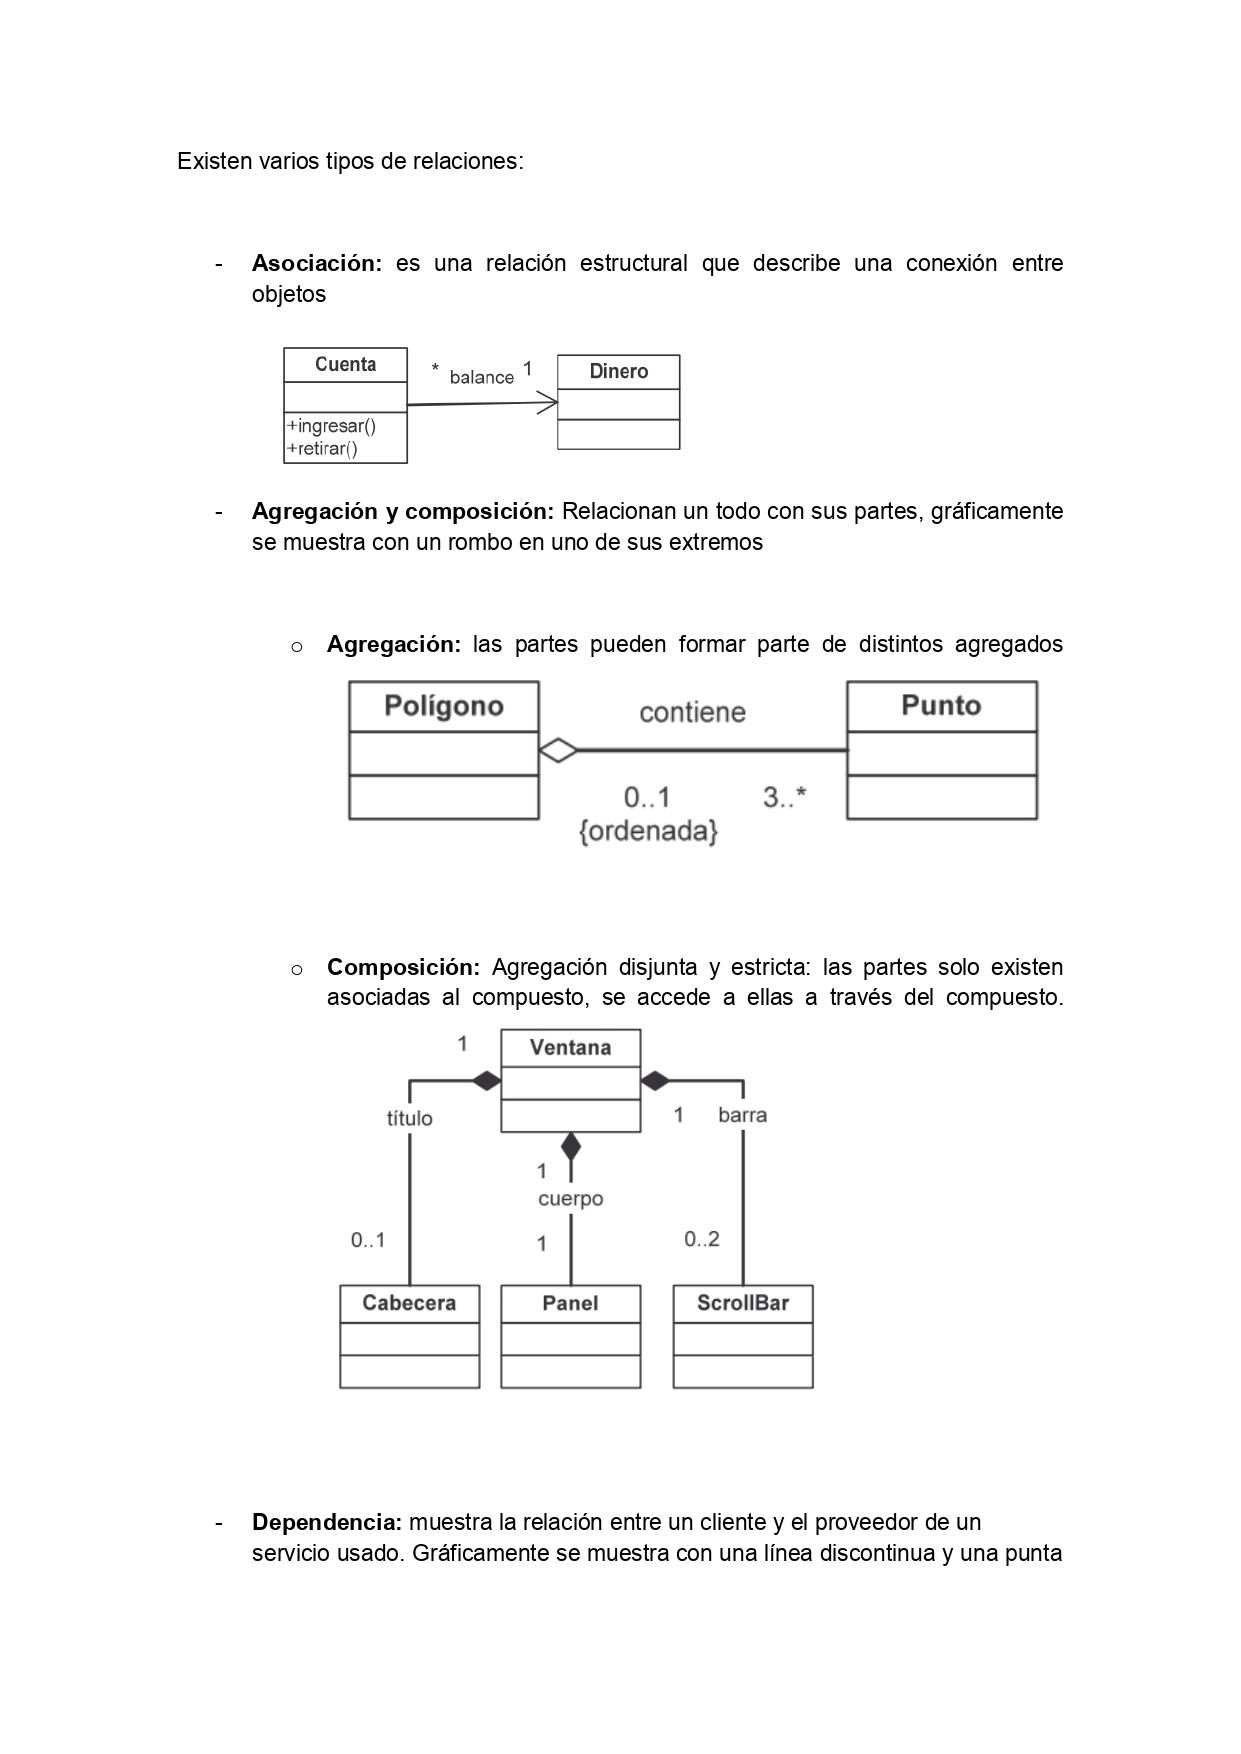 Existen varios tipos de relaciones:
- Asociación: es una relación estructural que describe una conexión entre
objetos
Cuenta
+ingresar()
+retirar()
* balance 1
Dinero
- Agregación y composición: Relacionan un todo con sus partes, gráficamente
se muestra con un rombo en uno de sus extremos
o Agregación: las partes pueden formar parte de distintos agregados
Polígono
contiene
Punto
0..1
3..*
{ordenada}
o Composición: Agregación disjunta y estricta: las partes solo existen
asociadas al compuesto, se accede a ellas a través del compuesto.
1
Ventana
título
1
barra
1
cuerpo
0..1
1
0..2
Cabecera
Panel
ScrollBar
- Dependencia: muestra la relación entre un cliente y el proveedor de un
servicio usado. Gráficamente se muestra con una línea discontinua y una punta